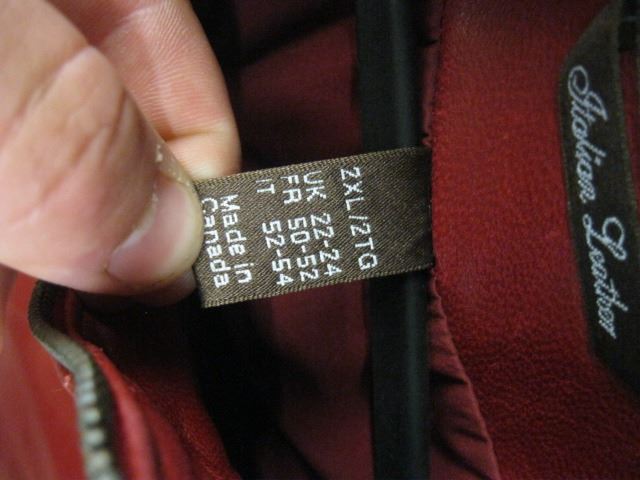 2XL/2TG
UK 22-24
FR 50-52
IT 52-54
Made in
Canada
Italian Leather